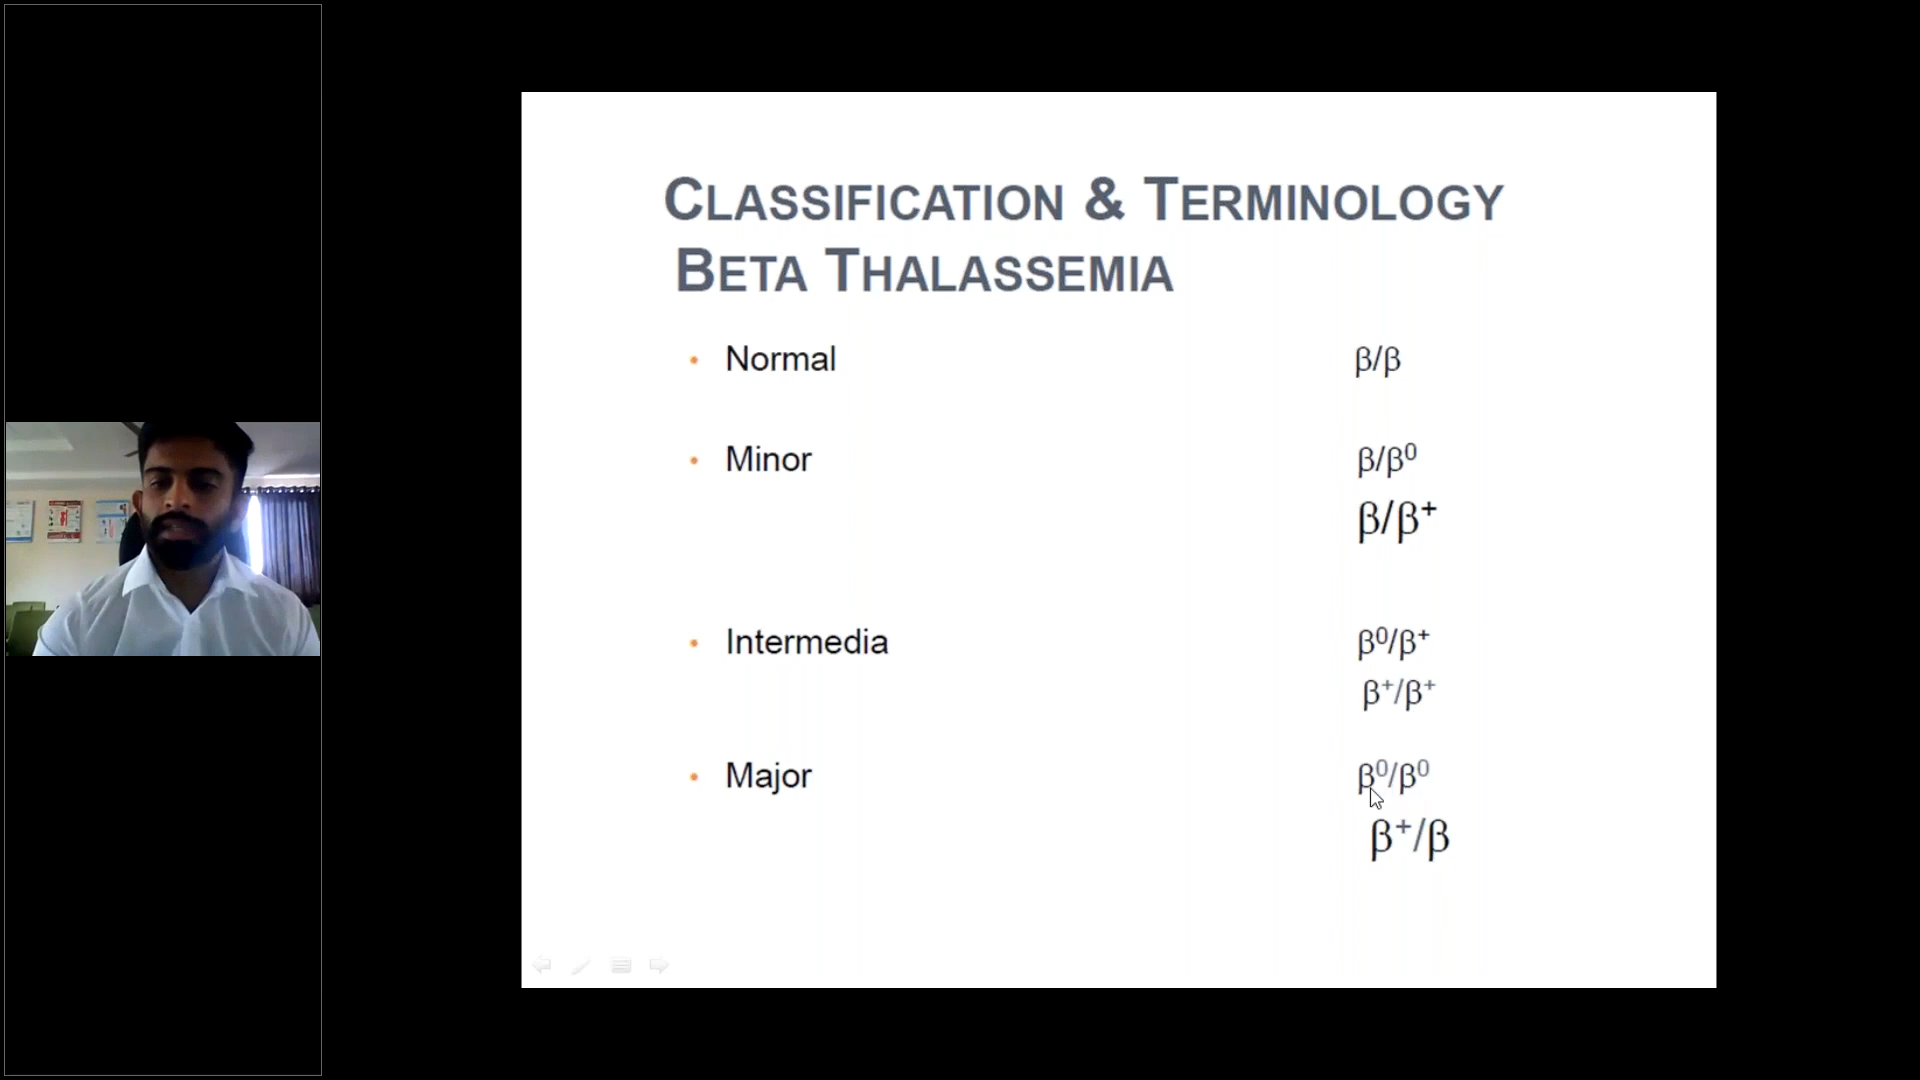 CLASSIFICATION & TERMINOLOGY
BETA THALASSEMIA
• Normal β/β
• Minor β/β⁰
β/β⁺
• Intermedia β⁰/β⁺
β⁺/β⁺
• Major β⁰/β⁰
β⁺/β